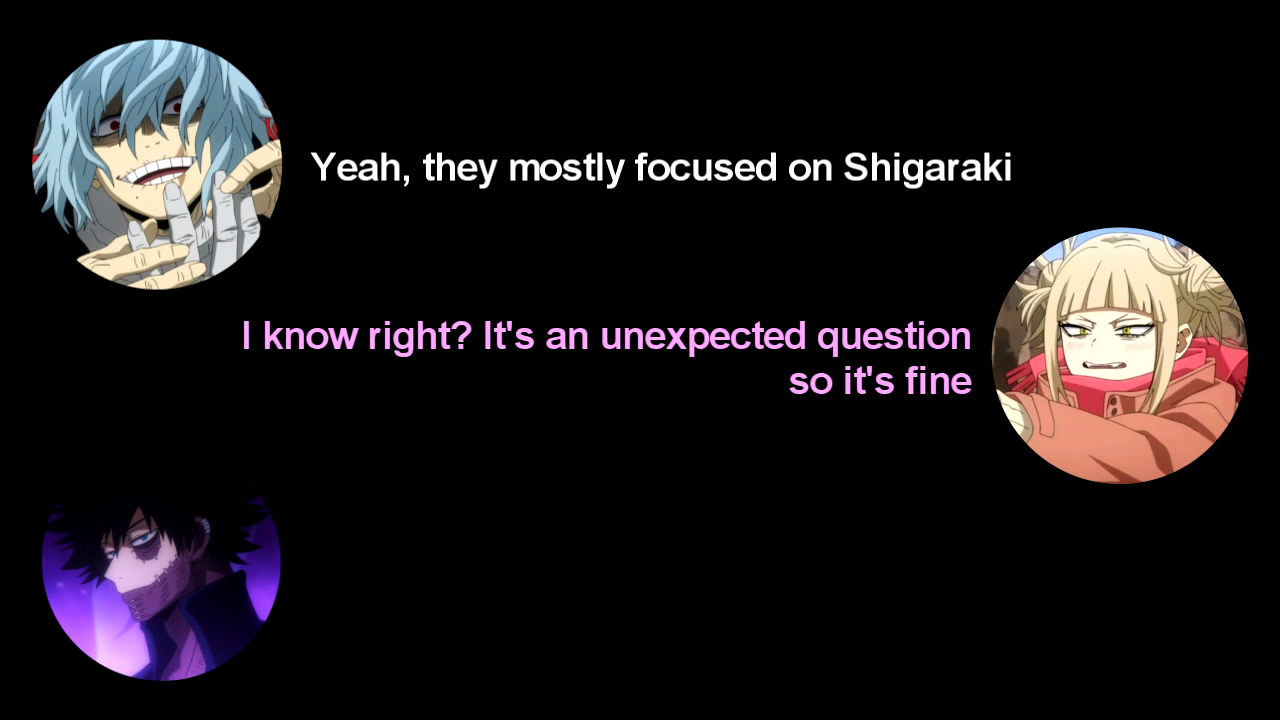 Yeah, they mostly focused on Shigaraki
I know right? It's an unexpected question
so it's fine